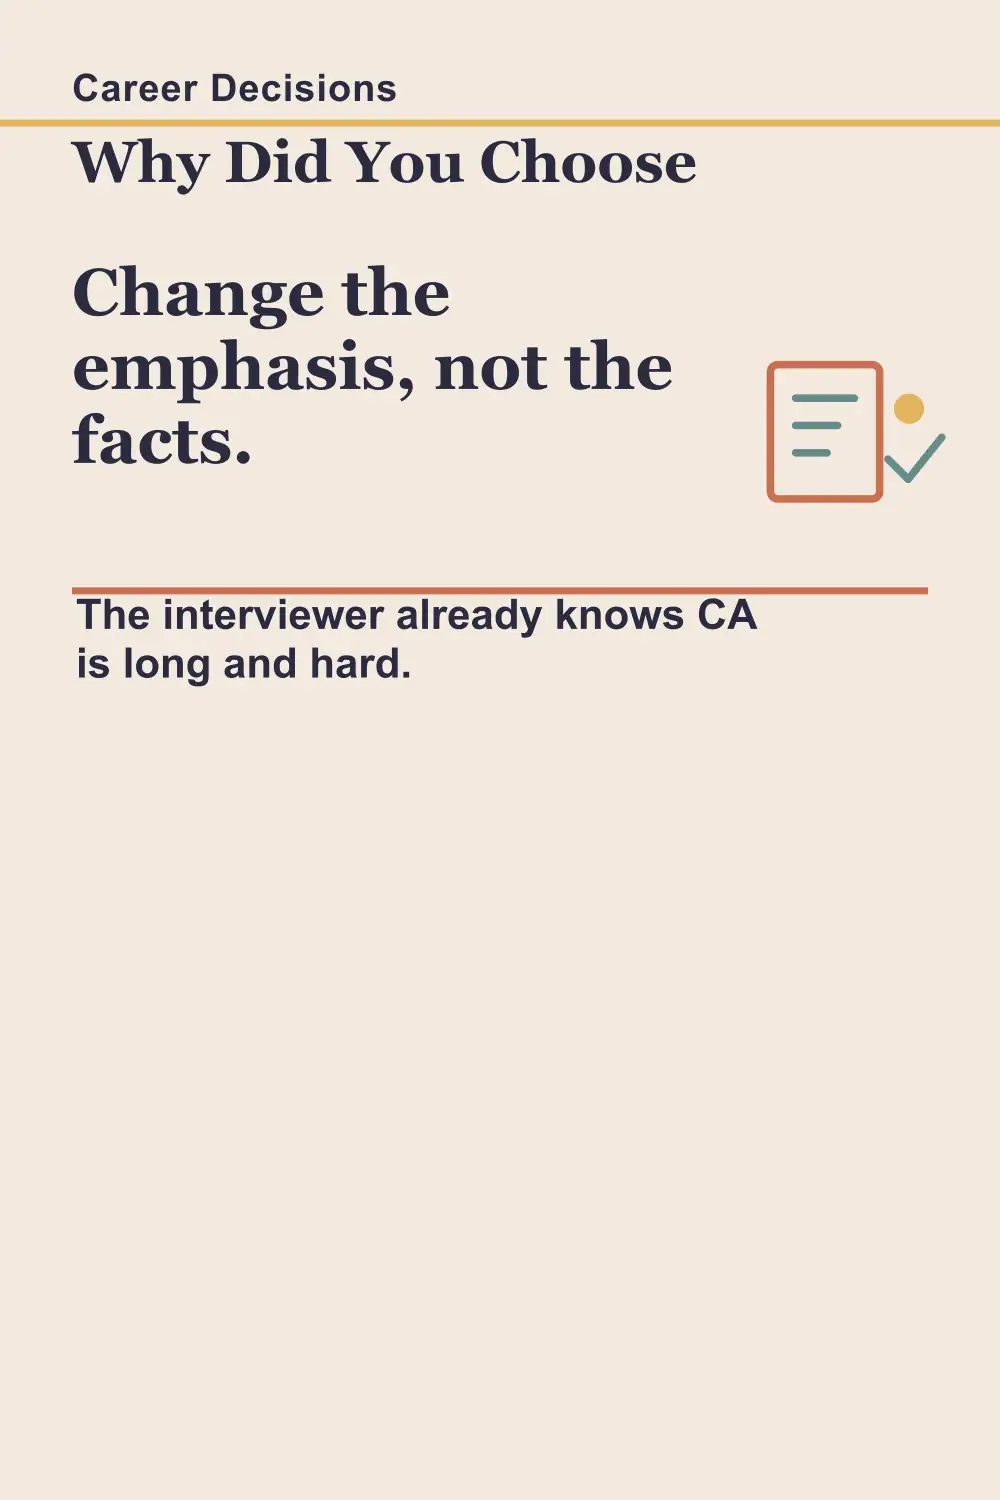 Career Decisions
Why Did You Choose
Change the
emphasis, not the
facts.
The interviewer already knows CA
is long and hard.